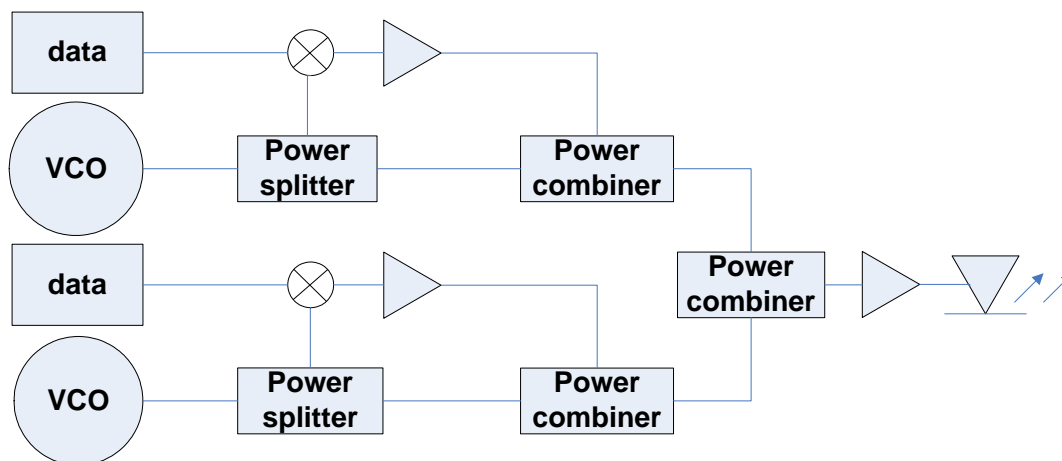 data
VCO
Power
splitter
Power
combiner
data
VCO
Power
splitter
Power
combiner
Power
combiner